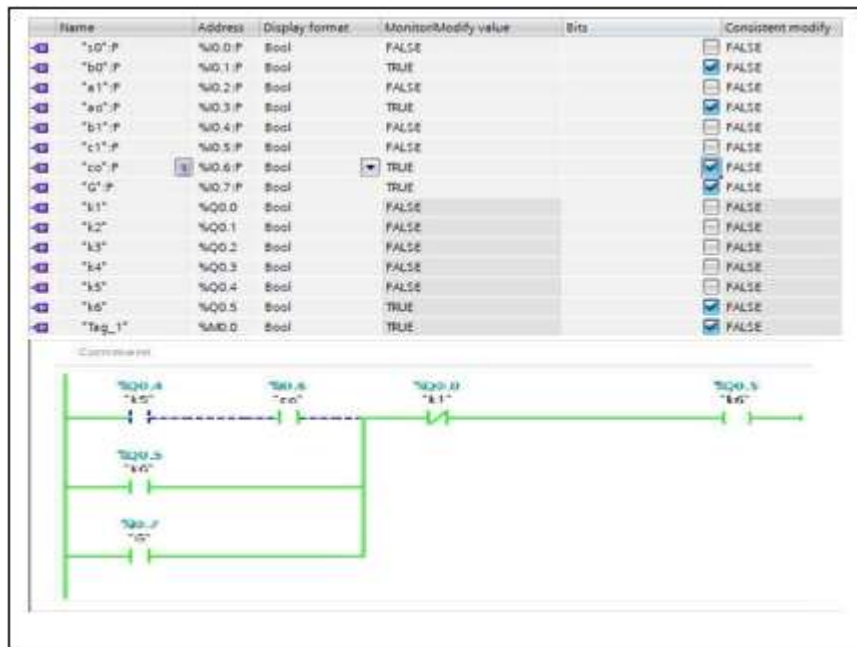 Name Address Display format Monitor/Modify value Bits Consistent modify
"s0":P %I0.0:P Bool FALSE FALSE
"b0":P %I0.1:P Bool TRUE FALSE
"a1":P %I0.2:P Bool FALSE FALSE
"ao":P %I0.3:P Bool TRUE FALSE
"b1":P %I0.4:P Bool FALSE FALSE
"c1":P %I0.5:P Bool FALSE FALSE
"co":P %I0.6:P Bool TRUE FALSE
"G":P %I0.7:P Bool TRUE FALSE
"k1" %Q0.0 Bool FALSE FALSE
"k2" %Q0.1 Bool FALSE FALSE
"k3" %Q0.2 Bool FALSE FALSE
"k4" %Q0.3 Bool FALSE FALSE
"k5" %Q0.4 Bool FALSE FALSE
"k6" %Q0.5 Bool TRUE FALSE
"Tag_1" %M0.0 Bool TRUE FALSE
Comment
%Q0.4 %I0.6 %Q0.0 %Q0.5
"k5" "co" "k1" "k6"
%Q0.5
"k6"
%I0.7
"G"